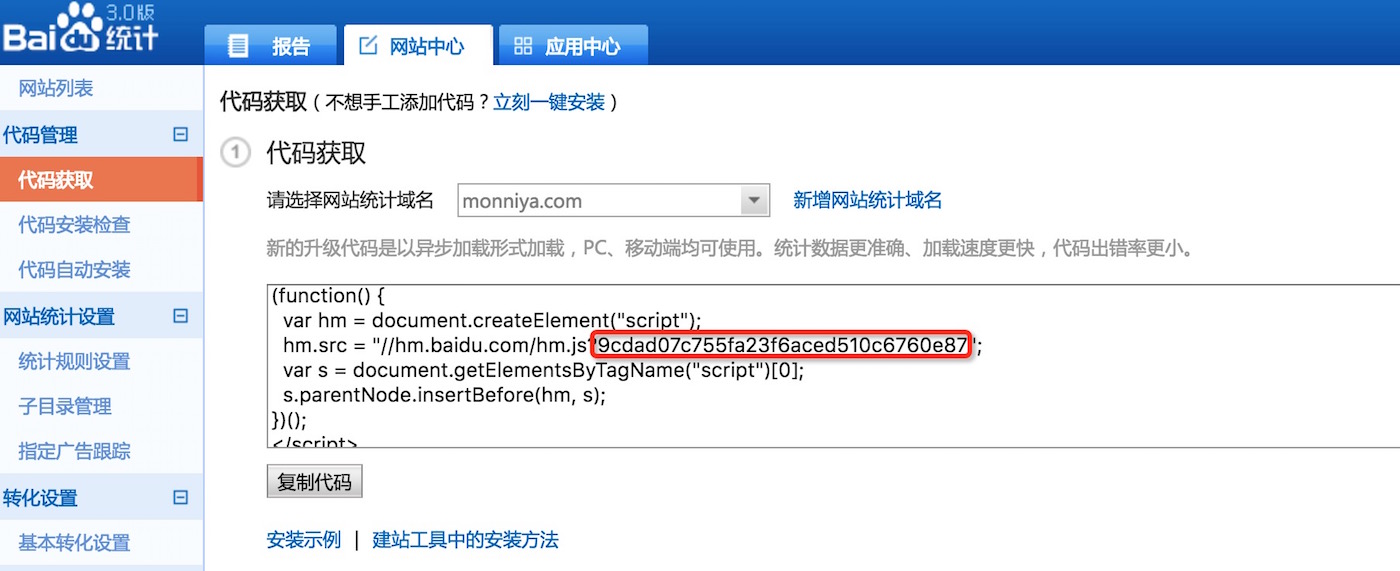 Baidu统计 3.0版
报告
网站中心
应用中心
网站列表
代码管理
代码获取
代码安装检查
代码自动安装
网站统计设置
统计规则设置
子目录管理
指定广告跟踪
转化设置
基本转化设置
代码获取（不想手工添加代码？立刻一键安装）
1 代码获取
请选择网站统计域名 monniya.com 新增网站统计域名
新的升级代码是以异步加载形式加载，PC、移动端均可使用。统计数据更准确、加载速度更快，代码出错率更小。
(function() {
var hm = document.createElement("script");
hm.src = "//hm.baidu.com/hm.js?9cdad07c755fa23f6aced510c6760e87";
var s = document.getElementsByTagName("script")[0];
s.parentNode.insertBefore(hm, s);
})();
</script>
复制代码
安装示例 | 建站工具中的安装方法